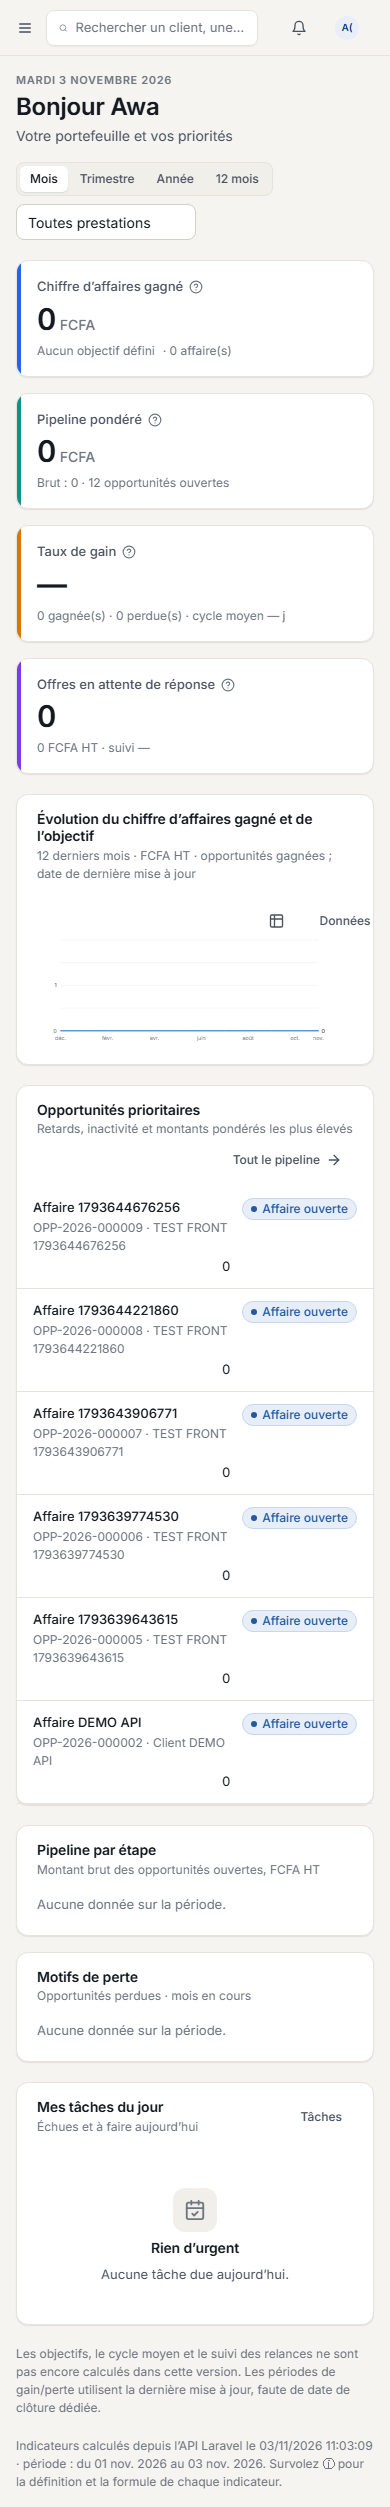 Rechercher un client, une...
A(
MARDI 3 NOVEMBRE 2026
Bonjour Awa
Votre portefeuille et vos priorités
Mois Trimestre Année 12 mois
Toutes prestations
Chiffre d’affaires gagné
0 FCFA
Aucun objectif défini · 0 affaire(s)
Pipeline pondéré
0 FCFA
Brut : 0 · 12 opportunités ouvertes
Taux de gain
—
0 gagnée(s) · 0 perdue(s) · cycle moyen — j
Offres en attente de réponse
0
0 FCFA HT · suivi —
Évolution du chiffre d’affaires gagné et de
l’objectif
12 derniers mois · FCFA HT · opportunités gagnées ;
date de dernière mise à jour
Données
1
0 0
déc. févr. avr. juin août oct. nov.
Opportunités prioritaires
Retards, inactivité et montants pondérés les plus élevés
Tout le pipeline →
Affaire 1793644676256 Affaire ouverte
OPP-2026-000009 · TEST FRONT
1793644676256
0
Affaire 1793644221860 Affaire ouverte
OPP-2026-000008 · TEST FRONT
1793644221860
0
Affaire 1793643906771 Affaire ouverte
OPP-2026-000007 · TEST FRONT
1793643906771
0
Affaire 1793639774530 Affaire ouverte
OPP-2026-000006 · TEST FRONT
1793639774530
0
Affaire 1793639643615 Affaire ouverte
OPP-2026-000005 · TEST FRONT
1793639643615
0
Affaire DEMO API Affaire ouverte
OPP-2026-000002 · Client DEMO
API
0
Pipeline par étape
Montant brut des opportunités ouvertes, FCFA HT
Aucune donnée sur la période.
Motifs de perte
Opportunités perdues · mois en cours
Aucune donnée sur la période.
Mes tâches du jour
Tâches
Échues et à faire aujourd’hui
Rien d’urgent
Aucune tâche due aujourd’hui.
Les objectifs, le cycle moyen et le suivi des relances ne sont
pas encore calculés dans cette version. Les périodes de
gain/perte utilisent la dernière mise à jour, faute de date de
clôture dédiée.
Indicateurs calculés depuis l’API Laravel le 03/11/2026 11:03:09
· période : du 01 nov. 2026 au 03 nov. 2026. Survolez ⓘ pour
la définition et la formule de chaque indicateur.